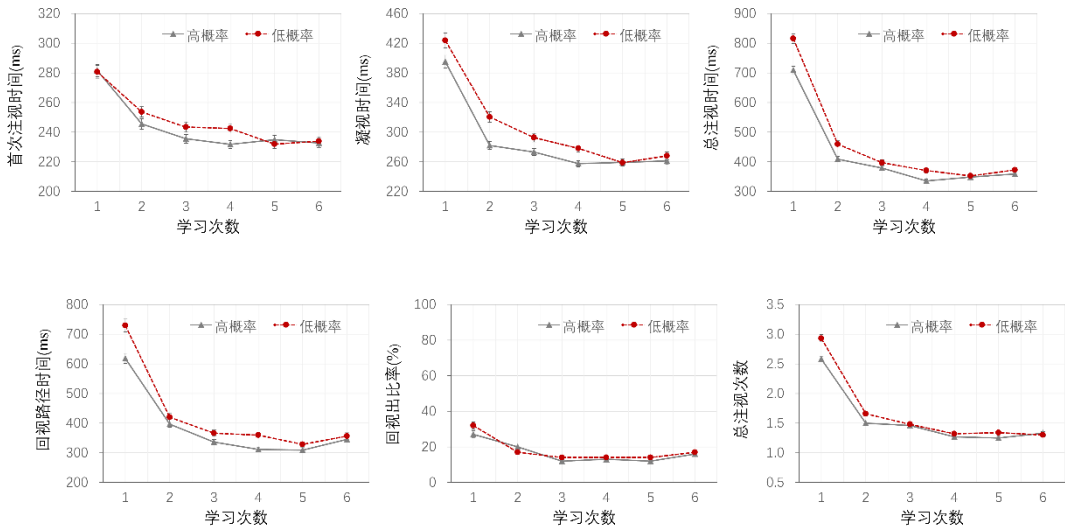 首次注视时间(ms)
320
300
280
260
240
220
200
高概率 低概率
1 2 3 4 5 6
学习次数
凝视时间(ms)
460
420
380
340
300
260
220
高概率 低概率
1 2 3 4 5 6
学习次数
总注视时间(ms)
900
800
700
600
500
400
300
高概率 低概率
1 2 3 4 5 6
学习次数
回视路径时间(ms)
800
700
600
500
400
300
200
高概率 低概率
1 2 3 4 5 6
学习次数
回视出比率(%)
100
80
60
40
20
0
高概率 低概率
1 2 3 4 5 6
学习次数
总注视次数
3.5
3.0
2.5
2.0
1.5
1.0
0.5
高概率 低概率
1 2 3 4 5 6
学习次数